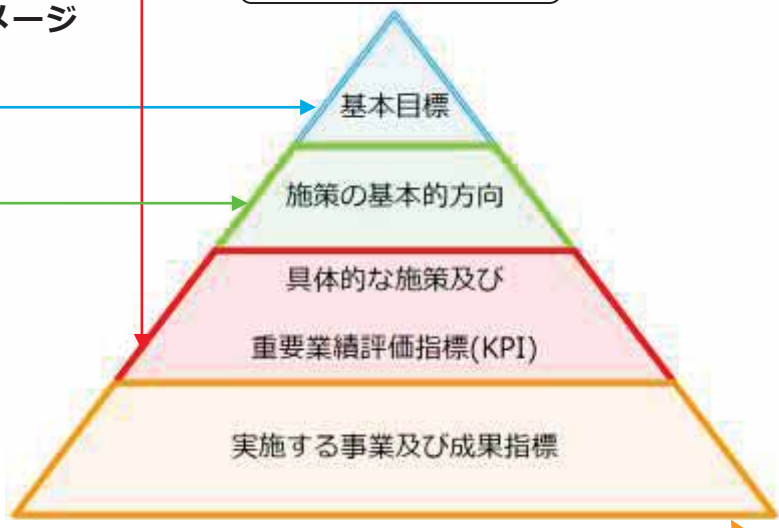 メージ
基本目標
施策の基本的方向
具体的な施策及び
重要業績評価指標(KPI)
実施する事業及び成果指標